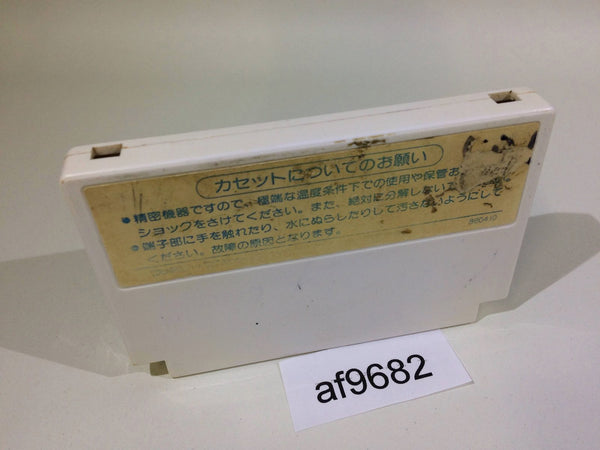 カセットについてのお願い
●精密機器ですので、極端な温度条件下での使用や保管お
ショックをさけてください。また、絶対に分解しない
●端子部に手を触れたり、水にぬらしたりして汚さないようにして
ください。故障の原因となります。
af9682